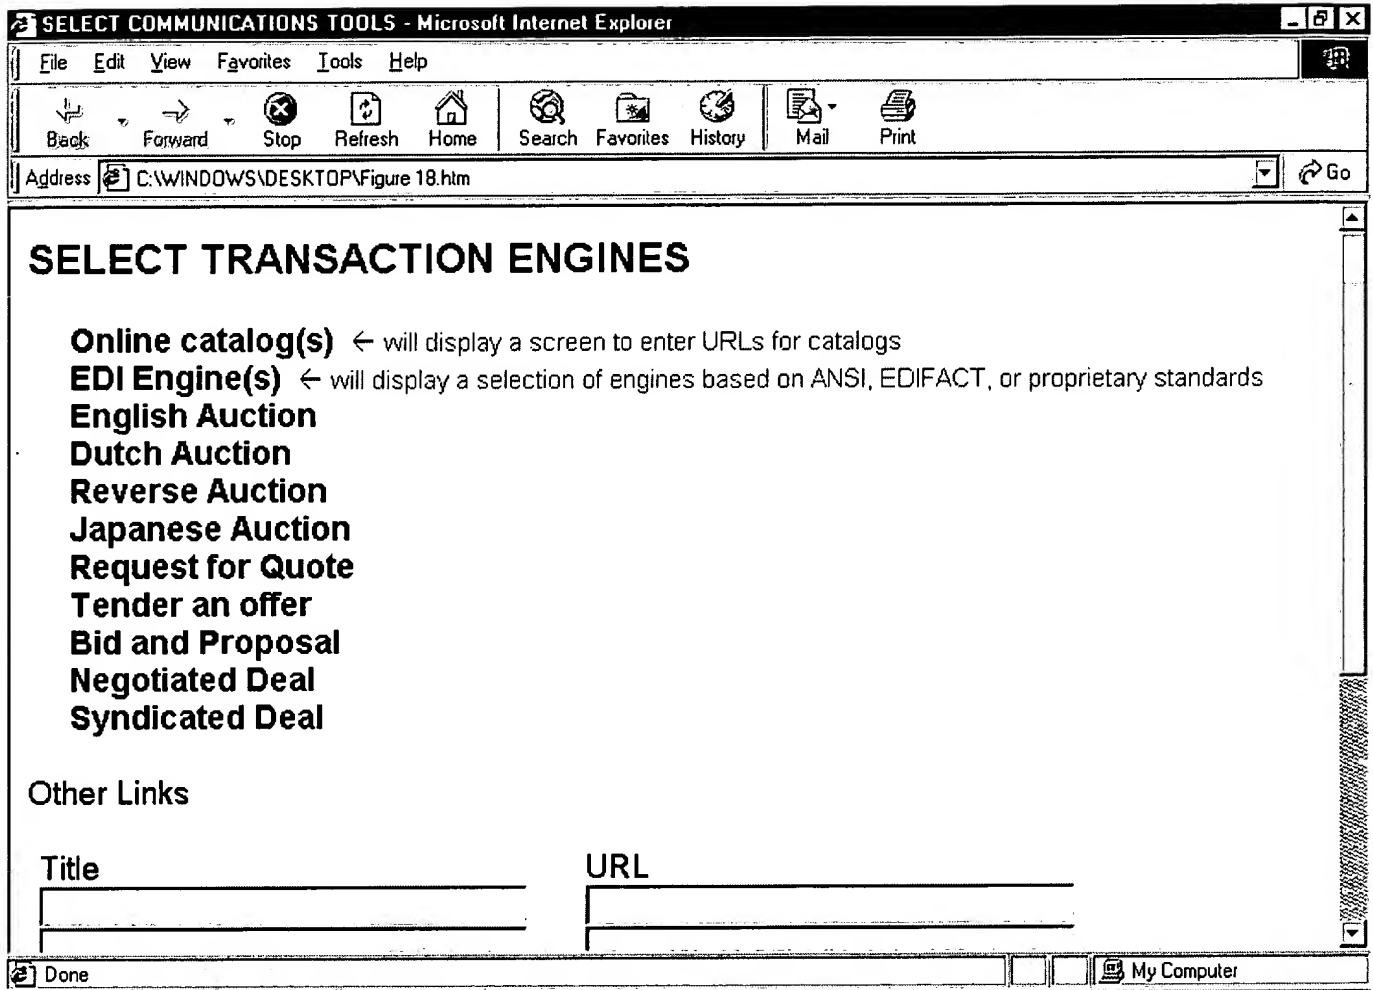 SELECT COMMUNICATIONS TOOLS - Microsoft Internet Explorer
File Edit View Favorites Tools Help
Back Forward Stop Refresh Home Search Favorites History Mail Print
Address C:\WINDOWS\DESKTOP\Figure 18.htm Go
SELECT TRANSACTION ENGINES
Online catalog(s) ← will display a screen to enter URLs for catalogs
EDI Engine(s) ← will display a selection of engines based on ANSI, EDIFACT, or proprietary standards
English Auction
Dutch Auction
Reverse Auction
Japanese Auction
Request for Quote
Tender an offer
Bid and Proposal
Negotiated Deal
Syndicated Deal
Other Links
Title URL
Done My Computer